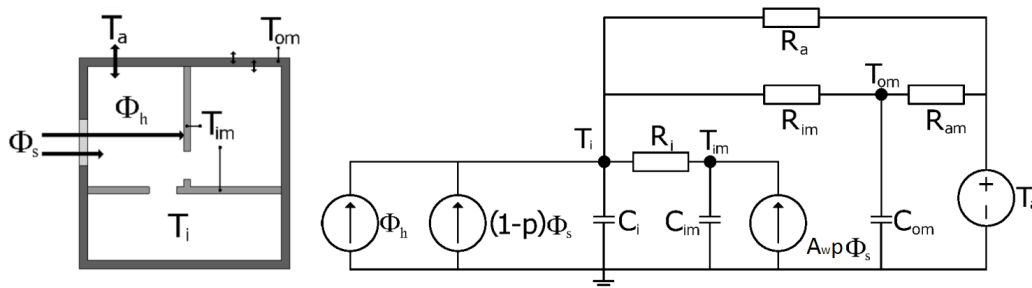 Ta
Tom
Φh
Φs
Tim
Ti
Ra
Tom
Rim
Ram
Ti
Ri
Tim
Φh
(1-p)Φs
Ci
Cim
AwpΦs
Com
+
-
Ta